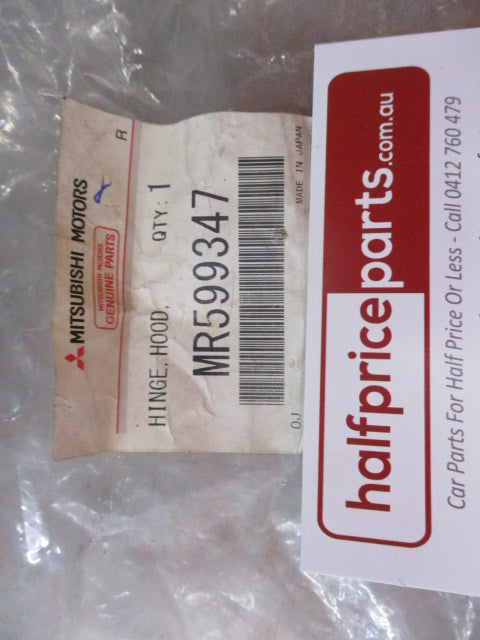 MITSUBISHI MOTORS
MITSUBISHI MOTORS
GENUINE PARTS
R
HINGE,HOOD, QTY: 1
MR599347
OJ MADE IN JAPAN
halfpriceparts.com.au
Car Parts For Half Price Or Less - Call 0412 760 479